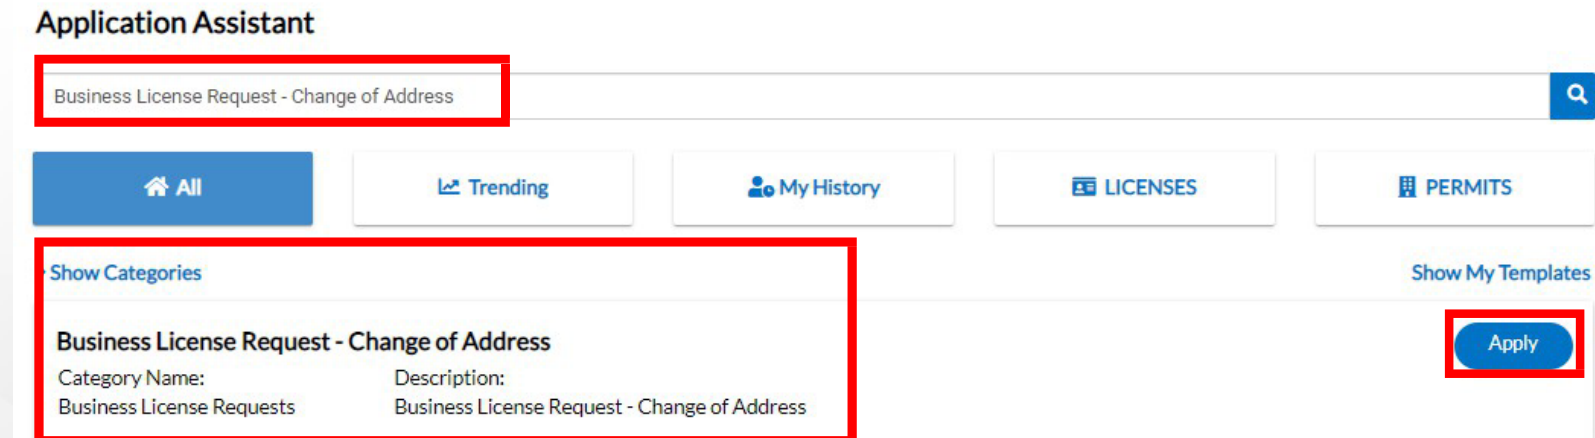 Application Assistant
Business License Request - Change of Address
All Trending My History LICENSES PERMITS
Show Categories Show My Templates
Business License Request - Change of Address Apply
Category Name: Description:
Business License Requests Business License Request - Change of Address